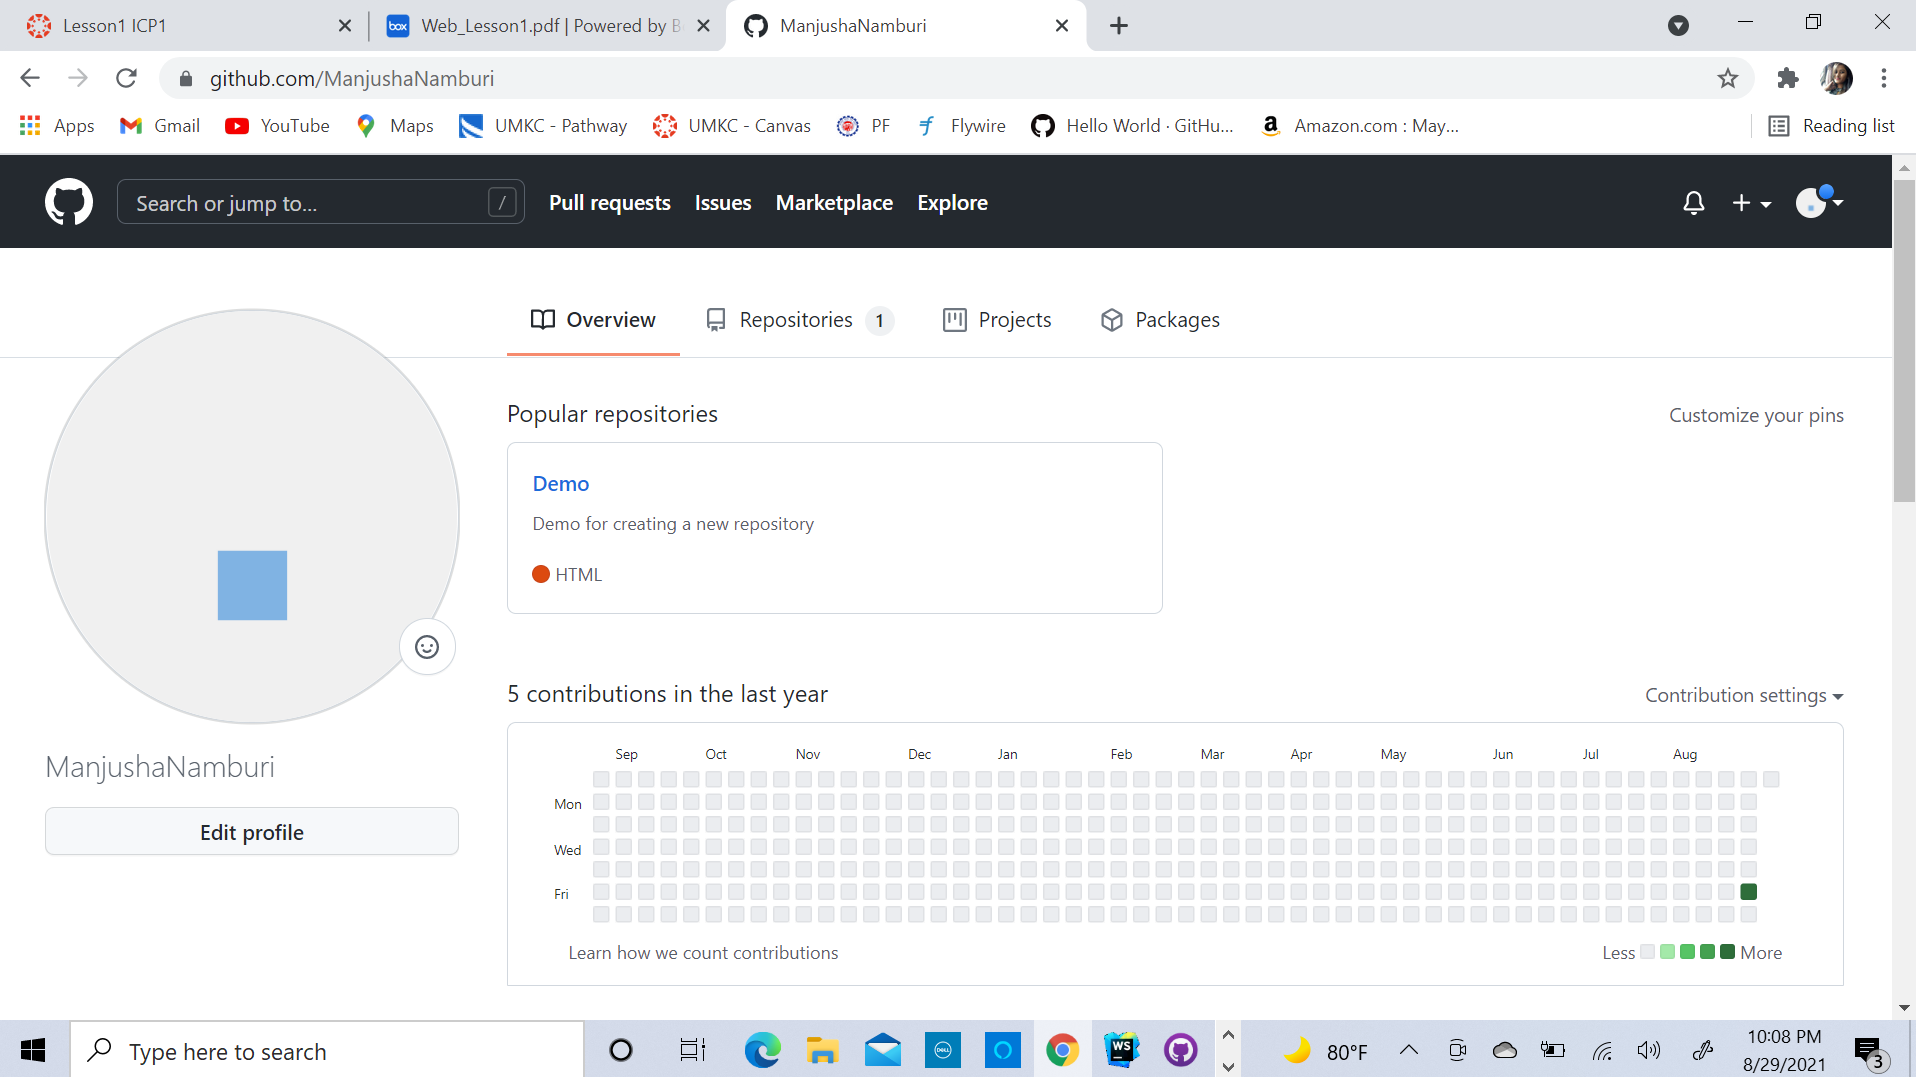 Lesson1 ICP1
Web_Lesson1.pdf | Powered by B
ManjushaNamburi
github.com/ManjushaNamburi
Apps
Gmail
YouTube
Maps
UMKC - Pathway
UMKC - Canvas
PF
Flywire
Hello World · GitHu...
Amazon.com : May...
Reading list
Search or jump to...
/
Pull requests
Issues
Marketplace
Explore
Overview
Repositories 1
Projects
Packages
Popular repositories
Customize your pins
Demo
Demo for creating a new repository
HTML
5 contributions in the last year
Contribution settings
Sep Oct Nov Dec Jan Feb Mar Apr May Jun Jul Aug
Mon
Wed
Fri
Learn how we count contributions
Less More
ManjushaNamburi
Edit profile
Type here to search
box
DELL
WS
80°F
10:08 PM
8/29/2021
3